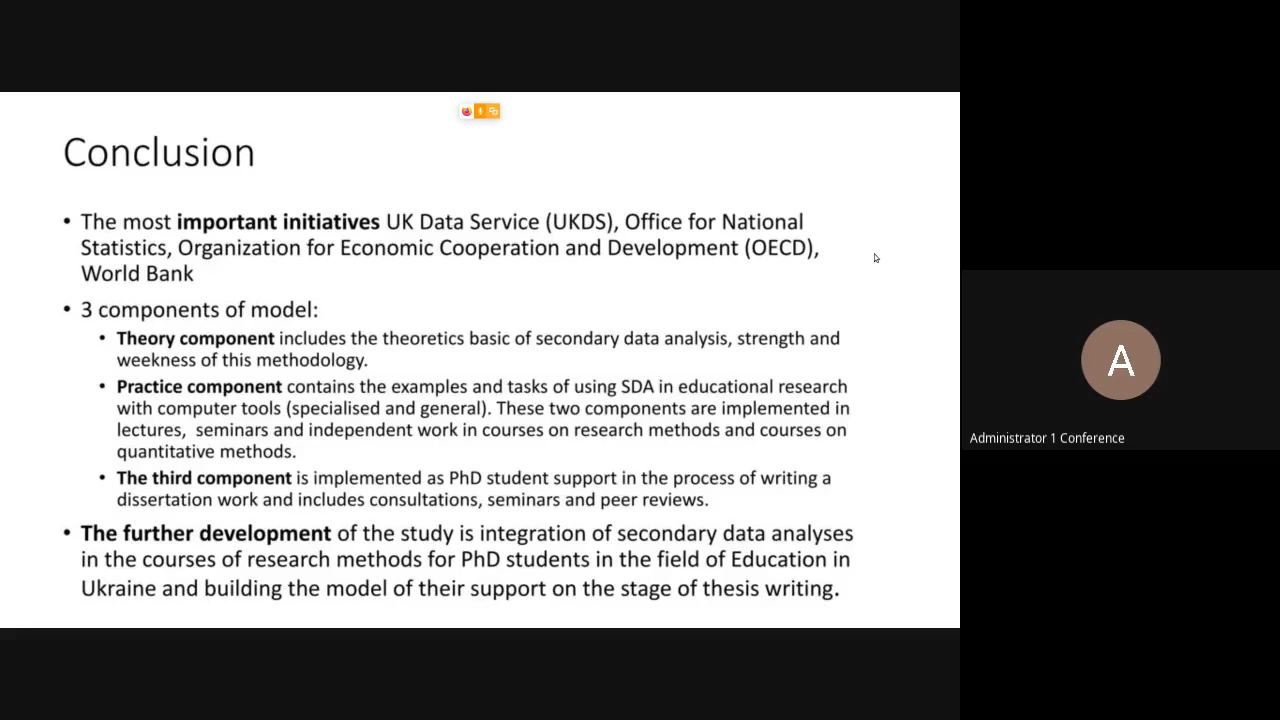 Conclusion
• The most important initiatives UK Data Service (UKDS), Office for National
Statistics, Organization for Economic Cooperation and Development (OECD),
World Bank
• 3 components of model:
• Theory component includes the theoretics basic of secondary data analysis, strength and
weekness of this methodology.
• Practice component contains the examples and tasks of using SDA in educational research
with computer tools (specialised and general). These two components are implemented in
lectures,  seminars and independent work in courses on research methods and courses on
quantitative methods.
• The third component is implemented as PhD student support in the process of writing a
dissertation work and includes consultations, seminars and peer reviews.
• The further development of the study is integration of secondary data analyses
in the courses of research methods for PhD students in the field of Education in
Ukraine and building the model of their support on the stage of thesis writing.
A
Administrator 1 Conference